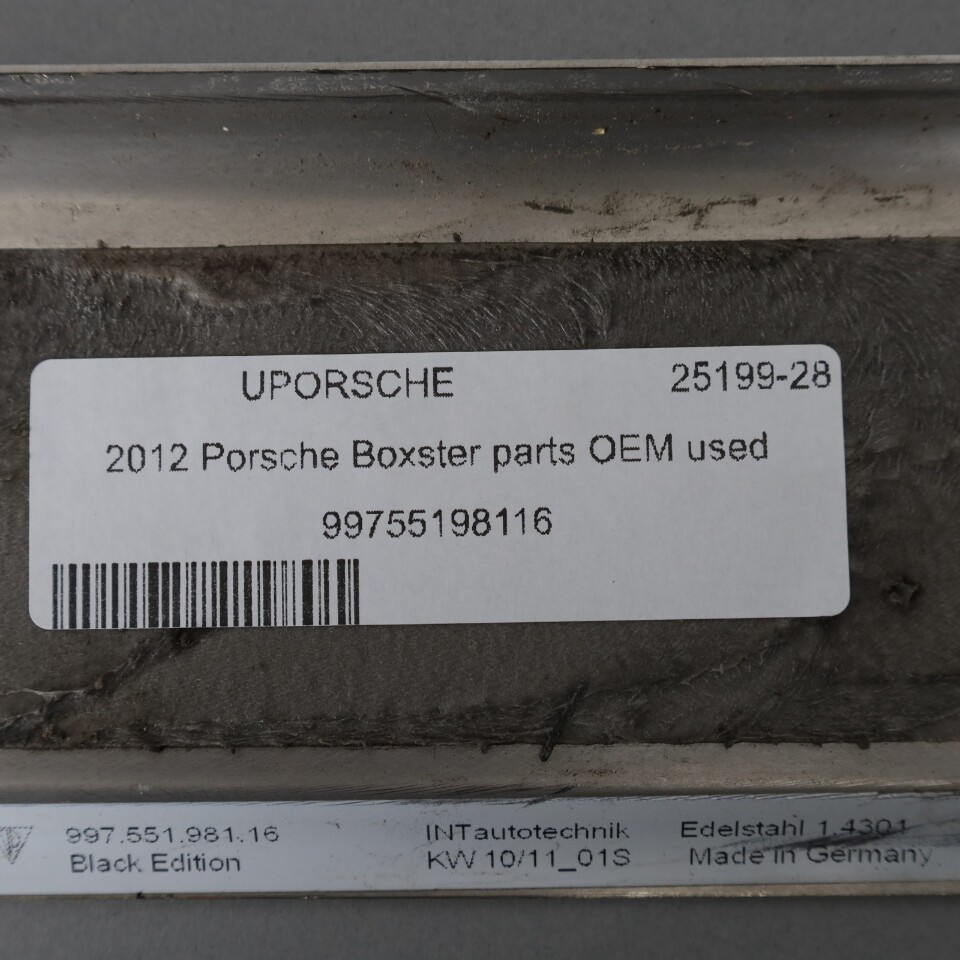 UPORSCHE 25199-28
2012 Porsche Boxster parts OEM used
99755198116
997.551.981.16 INTautotechnik Edelstahl 1.4301
Black Edition KW 10/11_01S Made in Germany